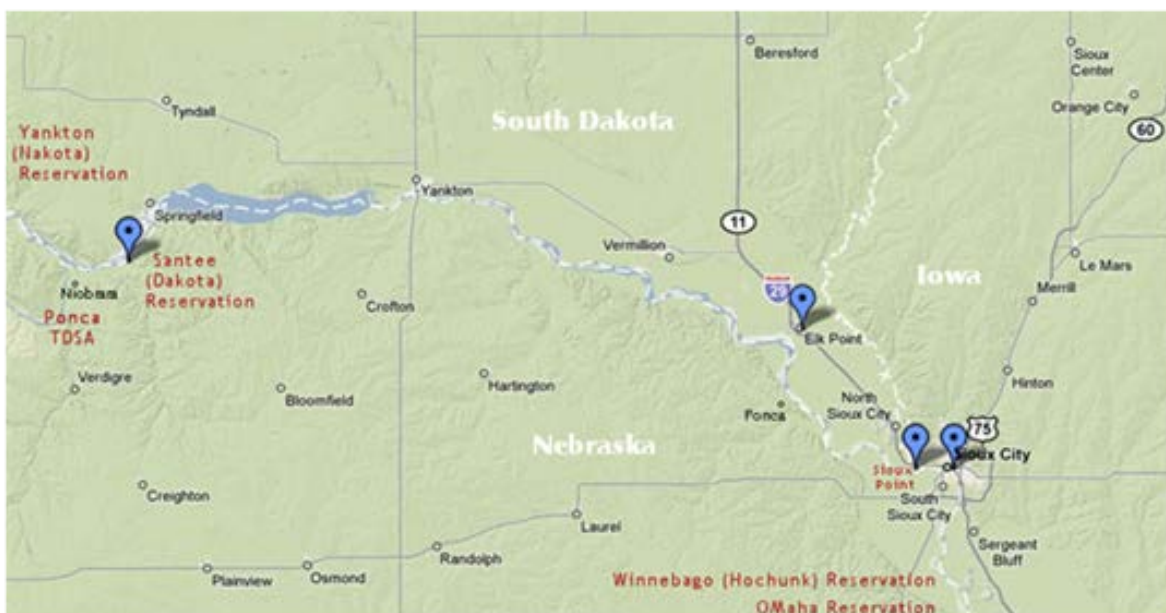 Beresford
Sioux
Center
Orange City
60
Tyndall
South Dakota
Yankton
(Nakota)
Reservation
Yankton
Springfield
11
Vermillion
Iowa
Le Mars
Santee
(Dakota)
Reservation
29
Niobrara
Crofton
Merrill
Ponca
TDSA
Elk Point
Verdigre
Bloomfield
Hartington
Hinton
Ponca
North
Sioux City
75
Nebraska
Sioux City
Sioux
Point
Creighton
South
Sioux City
Laurel
Sergeant
Bluff
Randolph
Plainview
Osmond
Winnebago (Hochunk) Reservation
OMaha Reservation